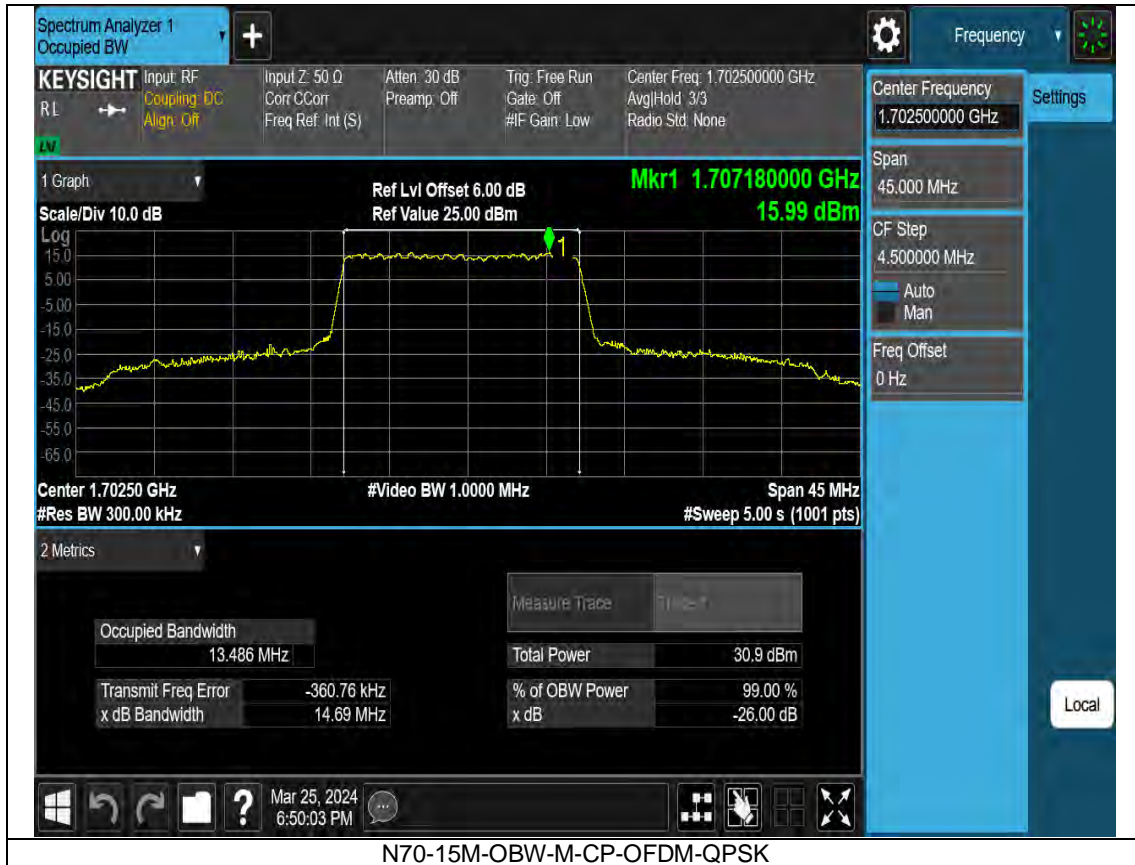 Spectrum Analyzer 1
Occupied BW
+
Frequency
KEYSIGHT
RL
Input: RF
Coupling: DC
Align: Off
Input Z: 50 Ω
Corr CCorr
Freq Ref: Int (S)
Atten: 30 dB
Preamp: Off
Trig: Free Run
Gate: Off
#IF Gain: Low
Center Freq: 1.702500000 GHz
Avg|Hold: 3/3
Radio Std: None
Center Frequency
1.702500000 GHz
Settings
Span
45.000 MHz
CF Step
4.500000 MHz
Auto
Man
Freq Offset
0 Hz
Local
1 Graph
Scale/Div 10.0 dB
Ref Lvl Offset 6.00 dB
Ref Value 25.00 dBm
Mkr1 1.707180000 GHz
15.99 dBm
Log
15.0
5.00
-5.00
-15.0
-25.0
-35.0
-45.0
-55.0
-65.0
1
Center 1.70250 GHz
#Video BW 1.0000 MHz
Span 45 MHz
#Res BW 300.00 kHz
#Sweep 5.00 s (1001 pts)
2 Metrics
Measure Trace
Occupied Bandwidth
13.486 MHz
Total Power
30.9 dBm
Transmit Freq Error
-360.76 kHz
% of OBW Power
99.00 %
x dB Bandwidth
14.69 MHz
x dB
-26.00 dB
?
Mar 25, 2024
6:50:03 PM
N70-15M-OBW-M-CP-OFDM-QPSK